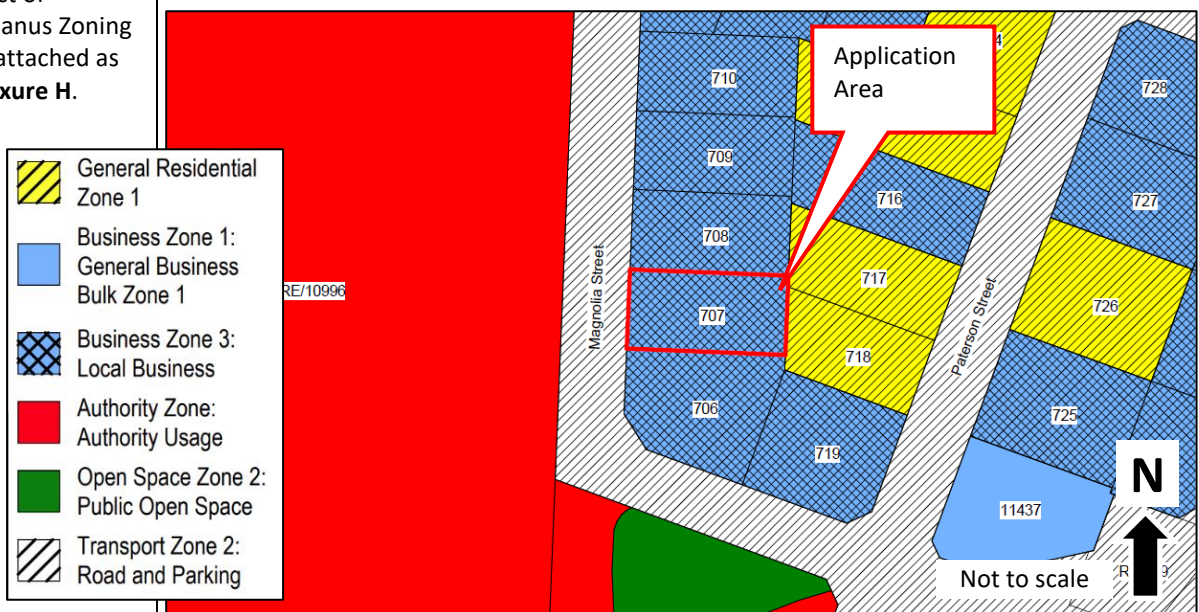 anus Zoning
attached as
xure H.
General Residential
Zone 1
Business Zone 1:
General Business
Bulk Zone 1
Business Zone 3:
Local Business
Authority Zone:
Authority Usage
Open Space Zone 2:
Public Open Space
Transport Zone 2:
Road and Parking
RE/10996
Magnolia Street
710
709
708
707
706
Application
Area
4
716
717
718
719
Paterson Street
728
727
726
725
11437
N
Not to scale